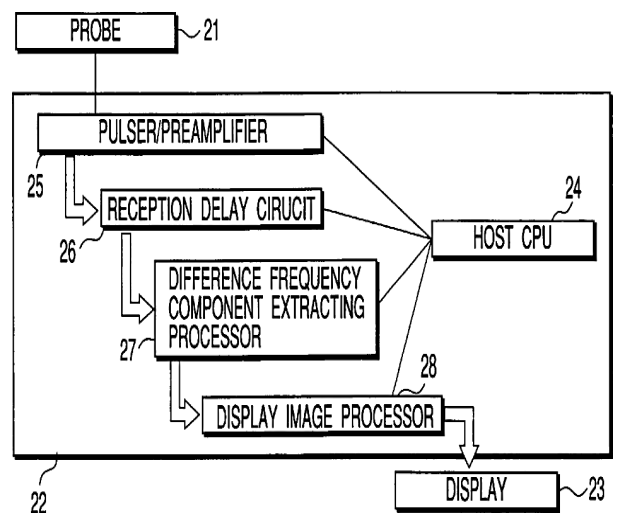 PROBE
21
PULSER/PREAMPLIFIER
25
RECEPTION DELAY CIRUCIT
26
24
HOST CPU
DIFFERENCE FREQUENCY
COMPONENT EXTRACTING
PROCESSOR
27
28
DISPLAY IMAGE PROCESSOR
22
DISPLAY
23